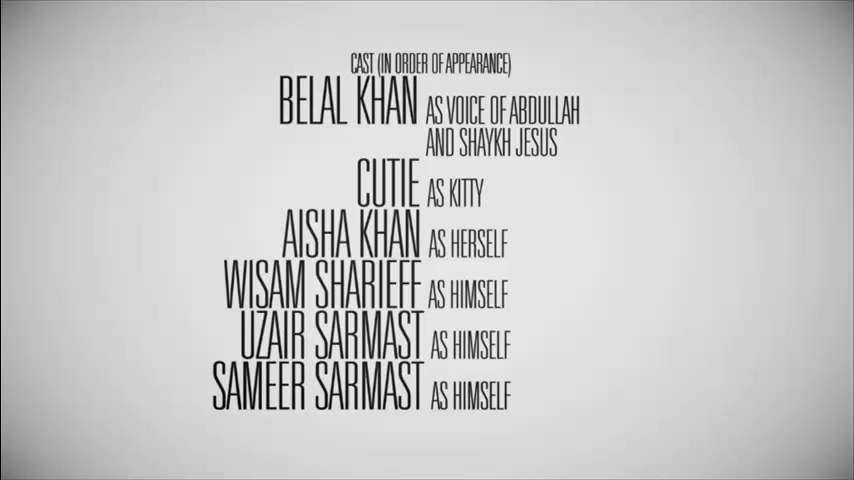 CAST (IN ORDER OF APPEARANCE)
BELAL KHAN AS VOICE OF ABDULLAH
AND SHAYKH JESUS
CUTIE AS KITTY
AISHA KHAN AS HERSELF
WISAM SHARIEFF AS HIMSELF
UZAIR SARMAST AS HIMSELF
SAMEER SARMAST AS HIMSELF